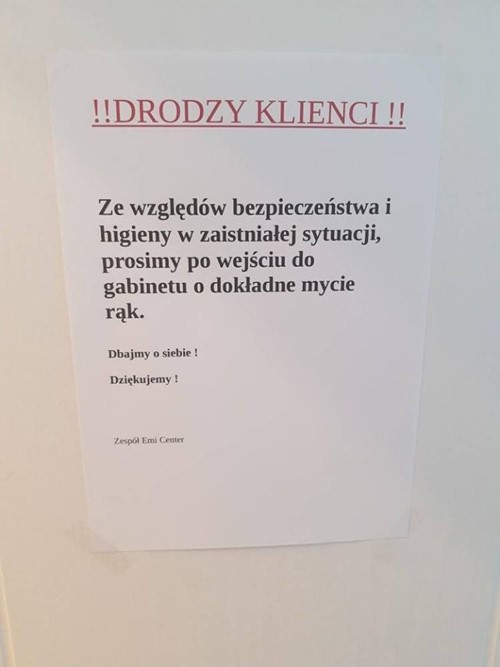 !!DRODZY KLIENCI !!
Ze względów bezpieczeństwa i
higieny w zaistniałej sytuacji,
prosimy po wejściu do
gabinetu o dokładne mycie
rąk.
Dbajmy o siebie !
Dziękujemy !
Zespół Emi Center